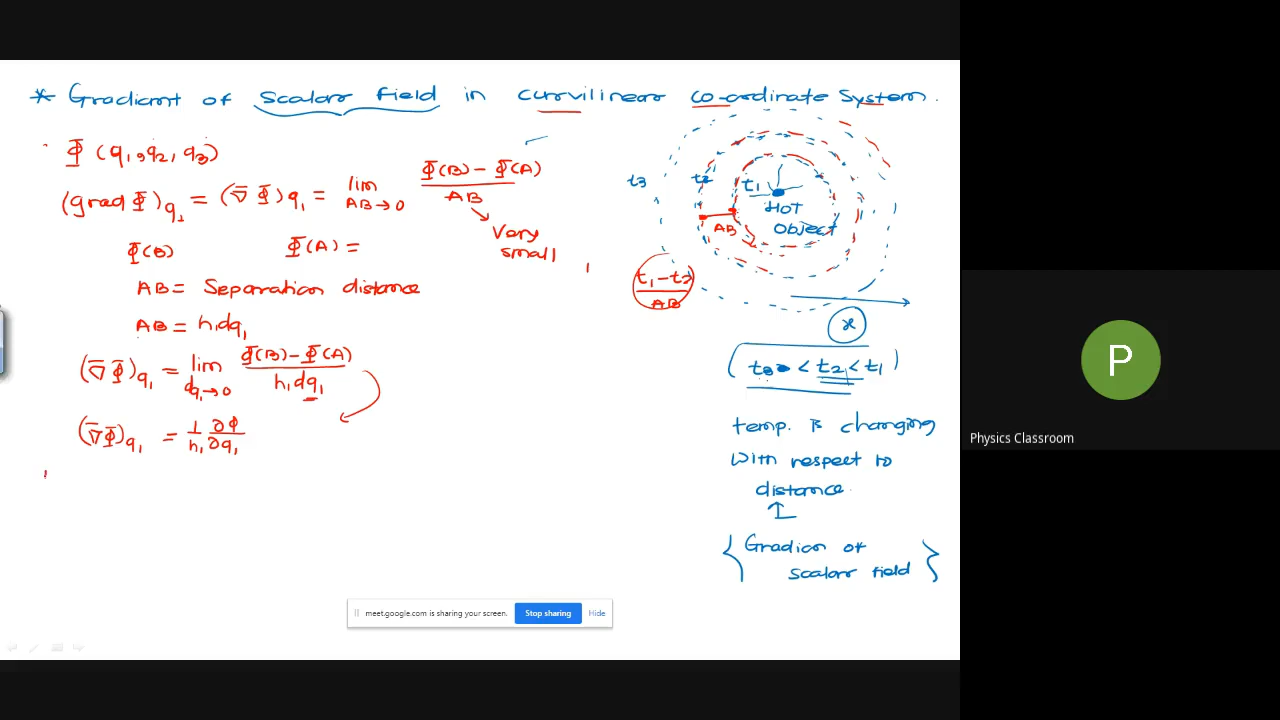 * Gradiant of scalar field in curvilinear co-ordinate system.
Φ (q₁, q₂, q₃)
(grad Φ)q₁ = (∇̄ Φ)q₁ = lim AB→0 Φ(B) − Φ(A) / AB
Very small
Φ(B) Φ(A) =
AB = Separation distance
AB = h₁dq₁
(∇̄ Φ)q₁ = lim dq₁→0 Φ(B) − Φ(A) / h₁dq₁
(∇̄ Φ)q₁ = 1/h₁ ∂Φ/∂q₁
t3
t2
t1
HOT
object
AB
t₁−t₂ / AB
x
t₃ < t₂ < t₁
temp. is changing
with respect to
distance.
{ Gradion of
scalar field }
meet.google.com is sharing your screen. Stop sharing Hide
P
Physics Classroom